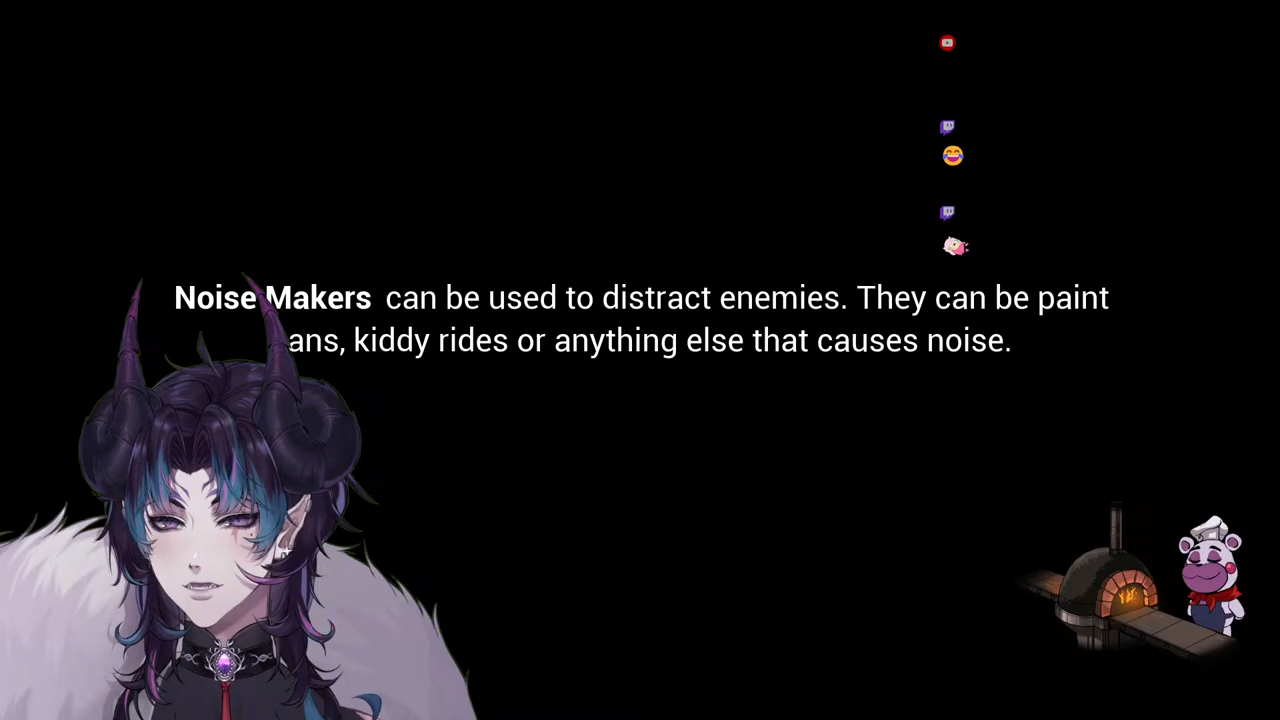 Noise Makers can be used to distract enemies. They can be paint
ans, kiddy rides or anything else that causes noise.